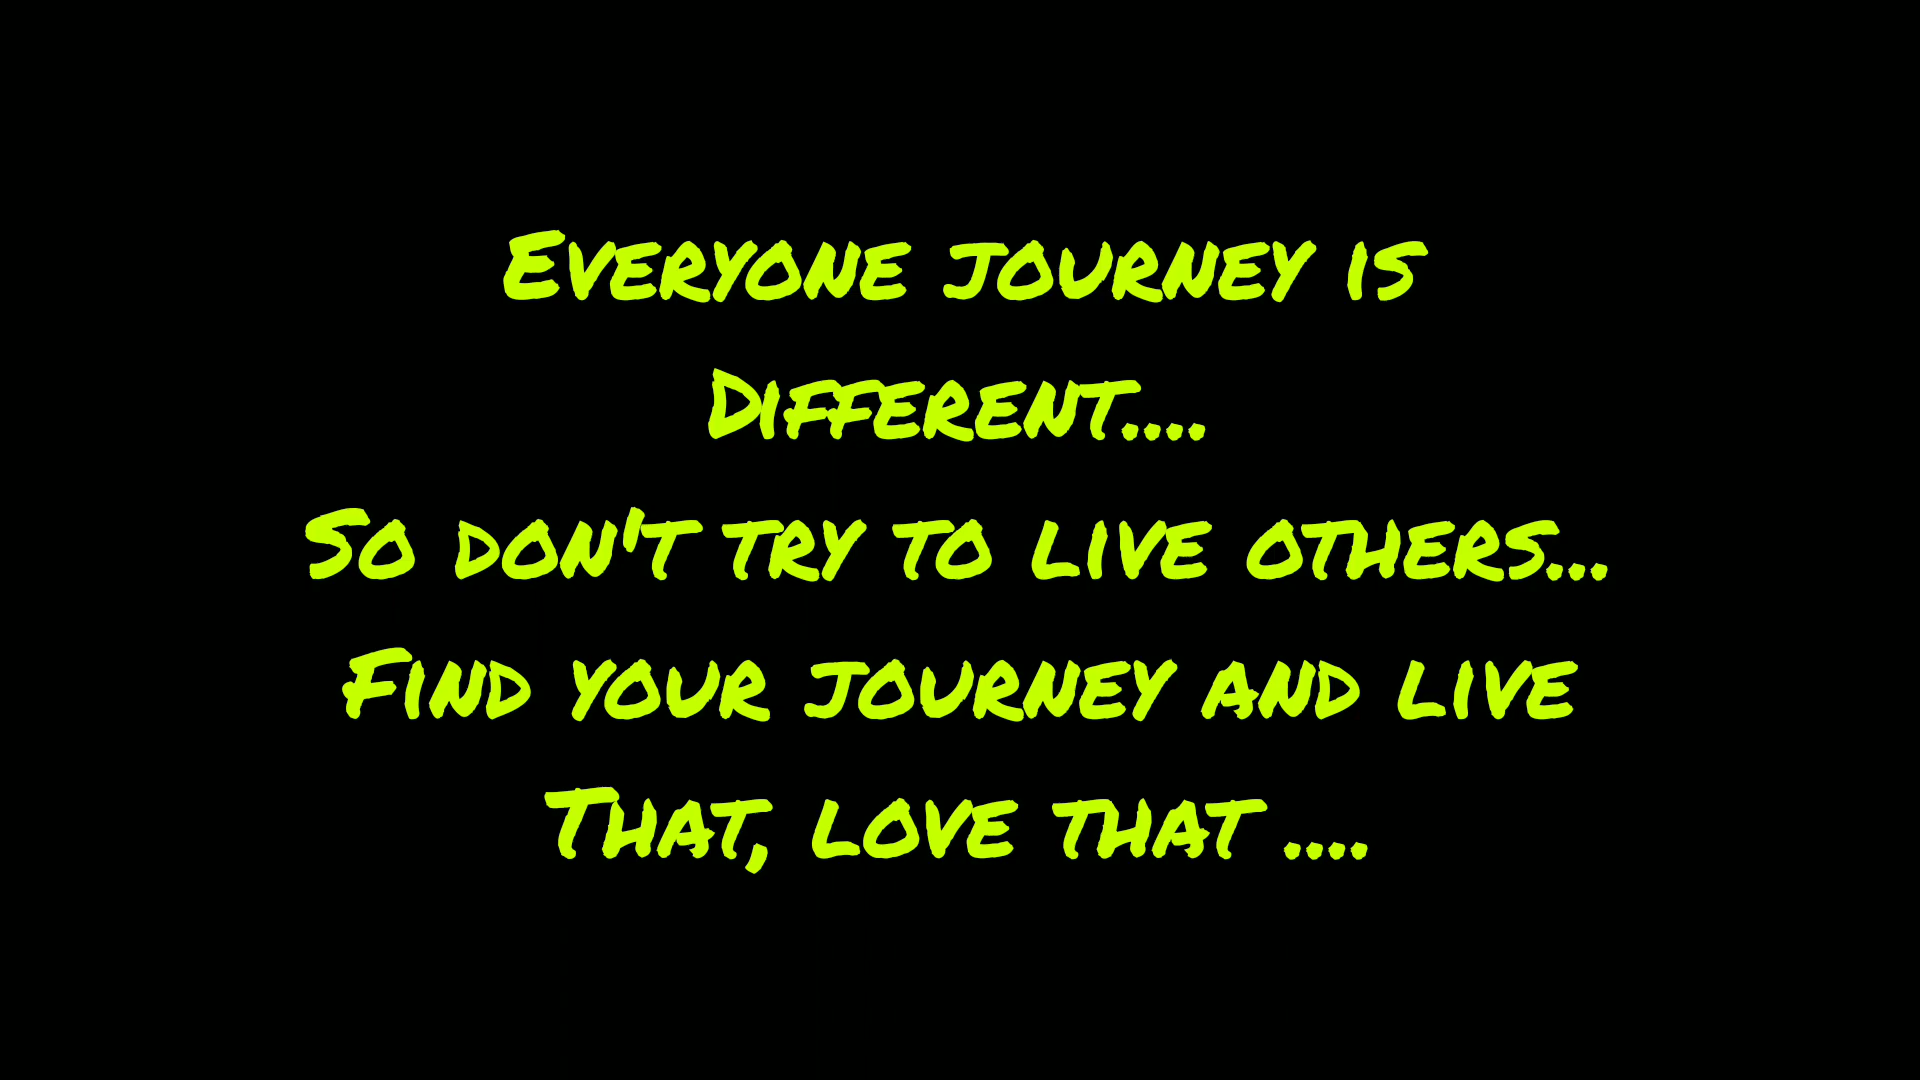 Everyone journey is
Different....
So don't try to live others...
Find your journey and live
That, love that ....